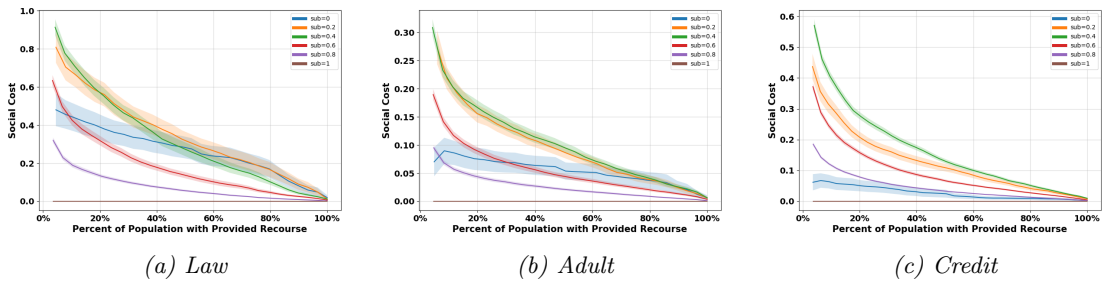 1.0
0.8
0.6
0.4
0.2
0.0
Social Cost
0%
20%
40%
60%
80%
100%
Percent of Population with Provided Recourse
sub=0
sub=0.2
sub=0.4
sub=0.6
sub=0.8
sub=1
(a) Law
0.30
0.25
0.20
0.15
0.10
0.05
0.00
Social Cost
0%
20%
40%
60%
80%
100%
Percent of Population with Provided Recourse
sub=0
sub=0.2
sub=0.4
sub=0.6
sub=0.8
sub=1
(b) Adult
0.6
0.5
0.4
0.3
0.2
0.1
0.0
Social Cost
0%
20%
40%
60%
80%
100%
Percent of Population with Provided Recourse
sub=0
sub=0.2
sub=0.4
sub=0.6
sub=0.8
sub=1
(c) Credit